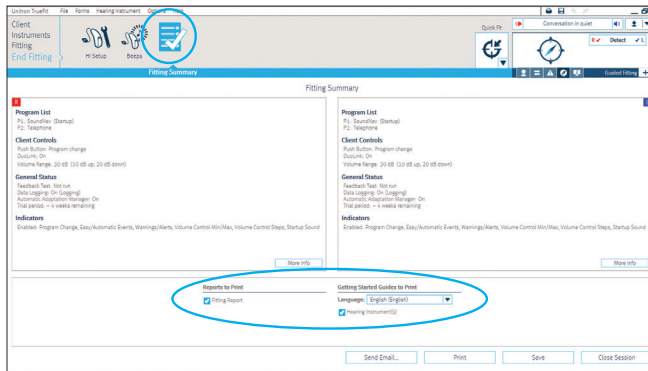 Unitron TrueFit File Forms Hearing instrument Options Help
Client
Instruments
Fitting
End Fitting
HI Setup
Beeps
Fitting Summary
Quick Fit
Conversation in quiet
R Detect L
Guided Fitting
Fitting Summary
R
Program List
P1: SoundNav (Startup)
P2: Telephone
Client Controls
Push Button: Program change
DuoLink: On
Volume Range: 30 dB (10 dB up, 20 dB down)
General Status
Feedback Test: Not run
Data Logging: On (Logging)
Automatic Adaptation Manager: On
Trial period: ~ 4 weeks remaining
Indicators
Enabled: Program Change, Easy/Automatic Events, Warnings/Alerts, Volume Control Min/Max, Volume Control Steps, Startup Sound
More Info
Program List
P1: SoundNav (Startup)
P2: Telephone
Client Controls
Push Button: Program change
DuoLink: On
Volume Range: 30 dB (10 dB up, 20 dB down)
General Status
Feedback Test: Not run
Data Logging: On (Logging)
Automatic Adaptation Manager: On
Trial period: ~ 4 weeks remaining
Indicators
Enabled: Program Change, Easy/Automatic Events, Warnings/Alerts, Volume Control Min/Max, Volume Control Steps, Startup Sound
More Info
Reports to Print
Fitting Report
Getting Started Guides to Print
Language: English (English)
Hearing Instrument(s)
Send Email...
Print
Save
Close Session